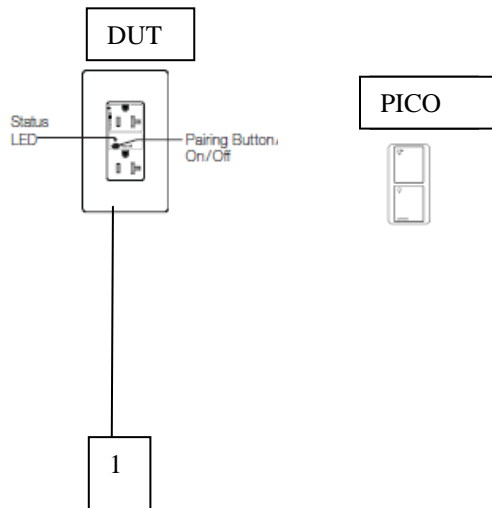 DUT
PICO
Status
LED
Pairing Button/
On/Off
1